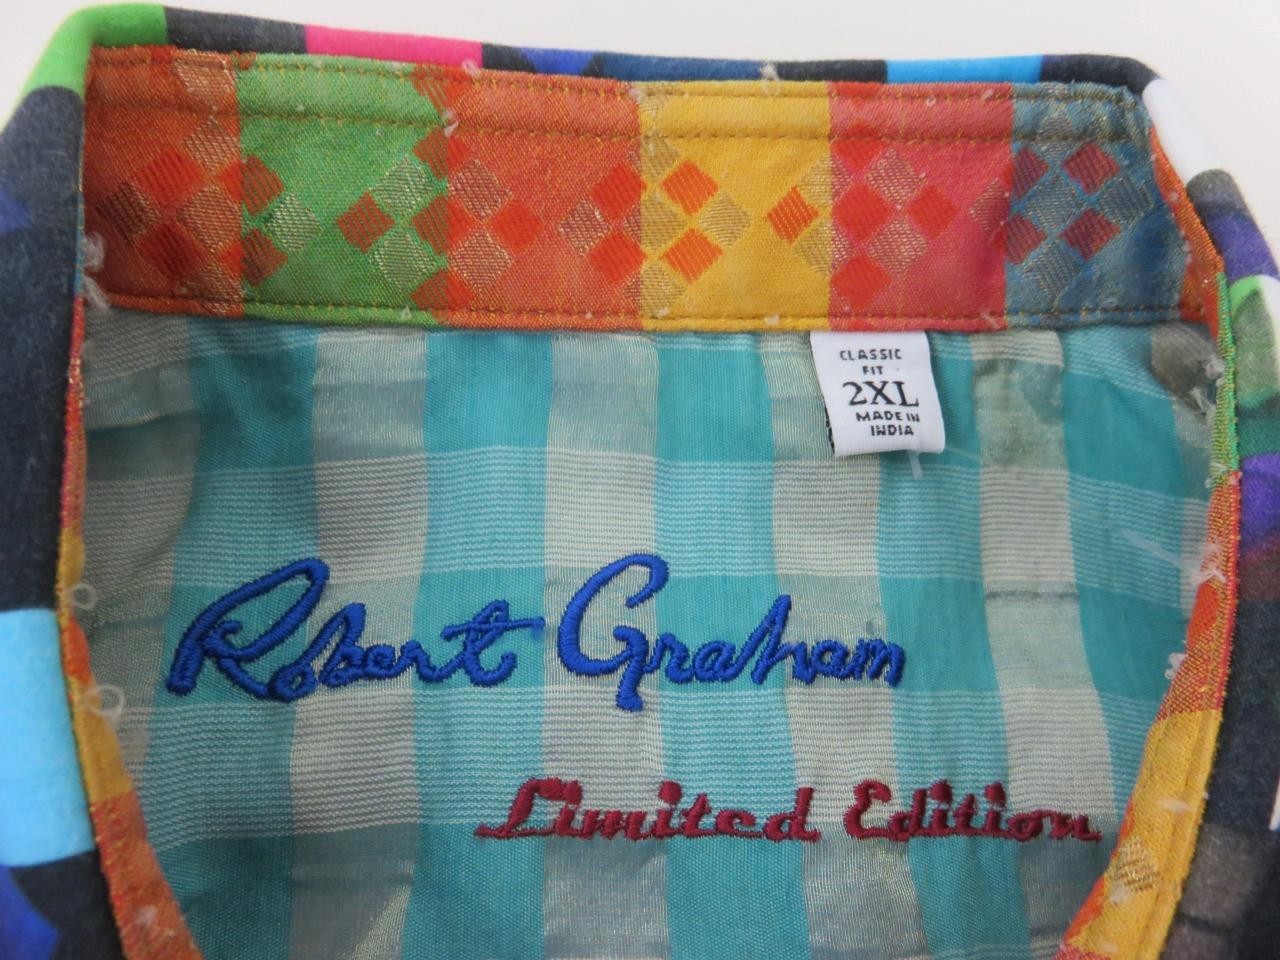 CLASSIC
FIT
2XL
MADE IN
INDIA
Robert Graham
Limited Edition